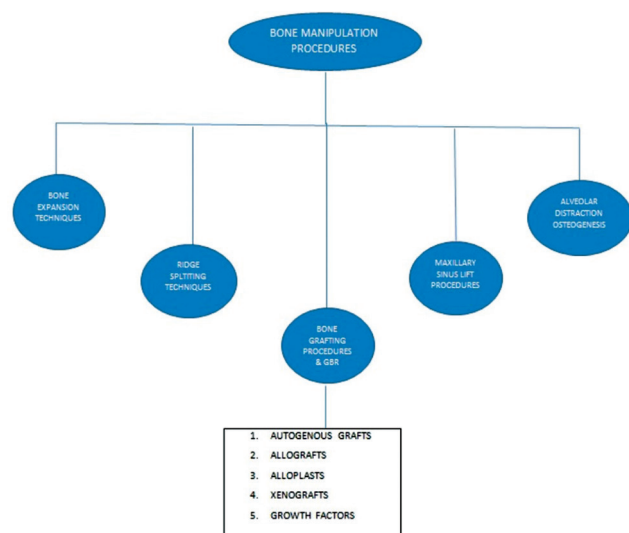 BONE MANIPULATION
PROCEDURES
BONE
EXPANSION
TECHNIQUES
RIDGE
SPLTITING
TECHNIQUES
BONE
GRAFTING
PROCEDURES
& GBR
MAXILLARY
SINUS LIFT
PROCEDURES
ALVEOLAR
DISTRACTION
OSTEOGENESIS
1. AUTOGENOUS GRAFTS
2. ALLOGRAFTS
3. ALLOPLASTS
4. XENOGRAFTS
5. GROWTH FACTORS